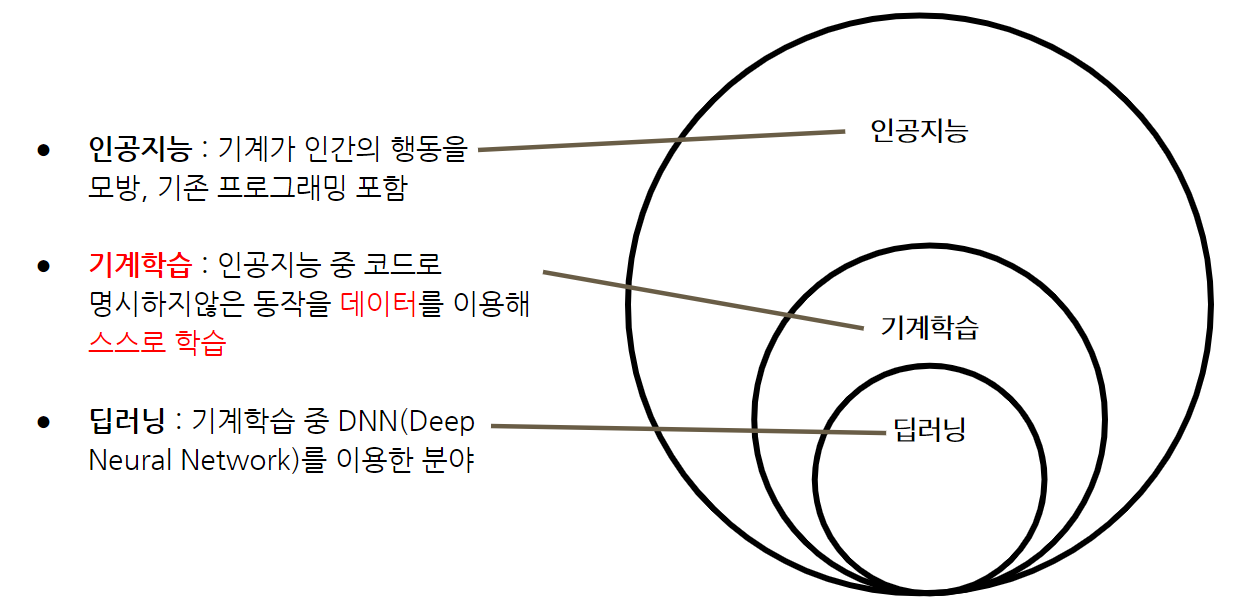 ● 인공지능 : 기계가 인간의 행동을
모방, 기존 프로그래밍 포함
● 기계학습 : 인공지능 중 코드로
명시하지않은 동작을 데이터를 이용해
스스로 학습
● 딥러닝 : 기계학습 중 DNN(Deep
Neural Network)를 이용한 분야
인공지능
기계학습
딥러닝